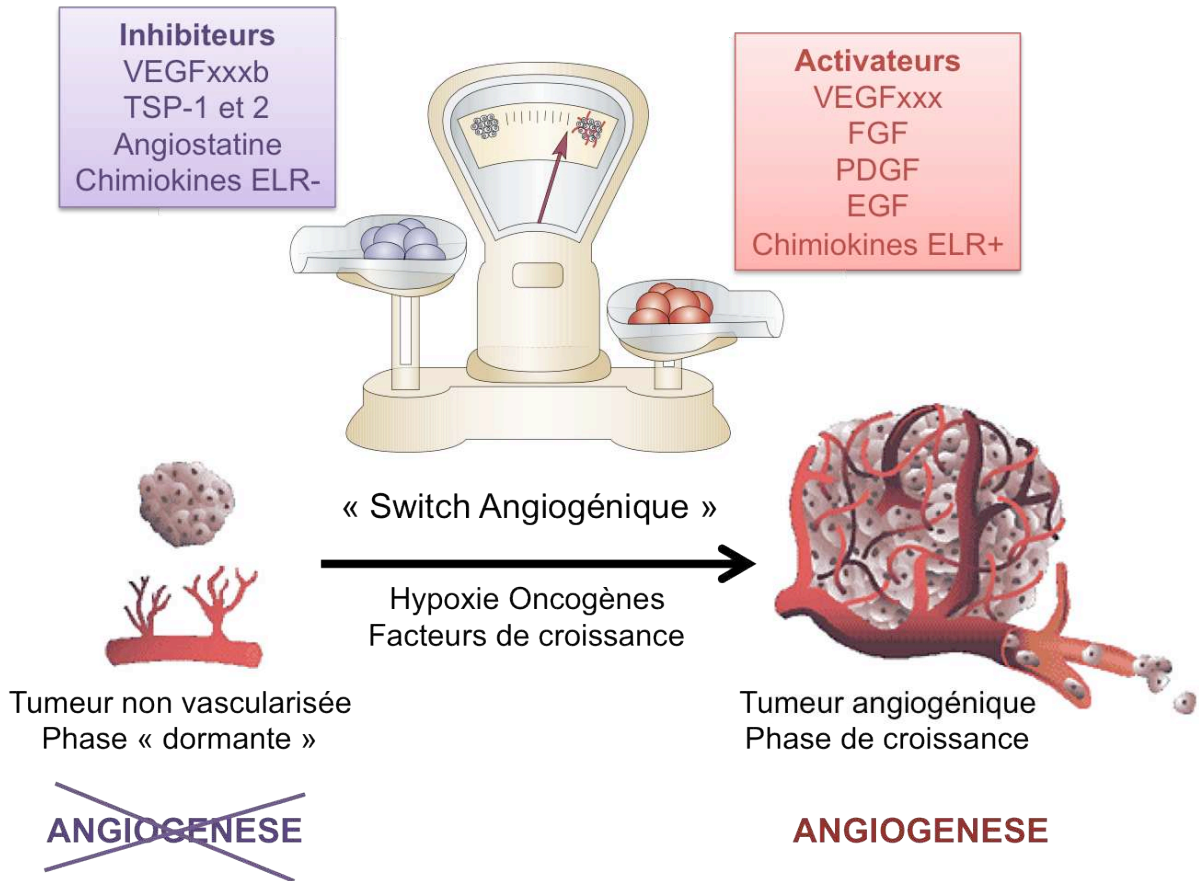 Inhibiteurs
VEGFxxxb
TSP-1 et 2
Angiostatine
Chimiokines ELR-
Activateurs
VEGFxxx
FGF
PDGF
EGF
Chimiokines ELR+
« Switch Angiogénique »
Hypoxie Oncogènes
Facteurs de croissance
Tumeur non vascularisée
Phase « dormante »
Tumeur angiogénique
Phase de croissance
ANGIOGENESE
ANGIOGENESE